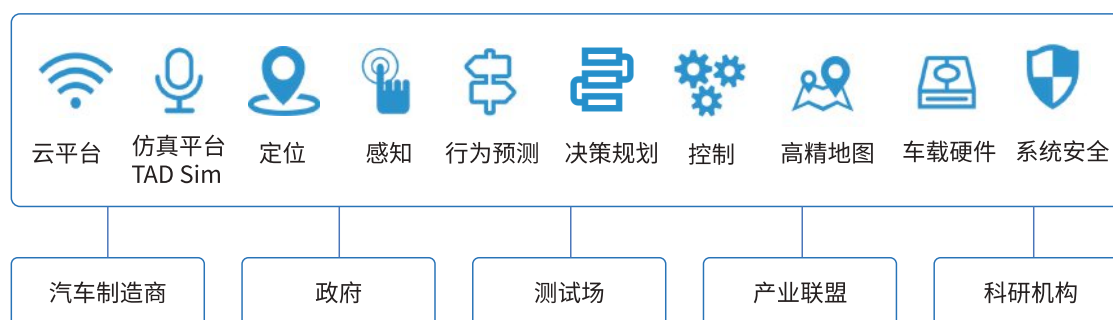 云平台
仿真平台
TAD Sim
定位
感知
行为预测
决策规划
控制
高精地图
车载硬件
系统安全
汽车制造商
政府
测试场
产业联盟
科研机构